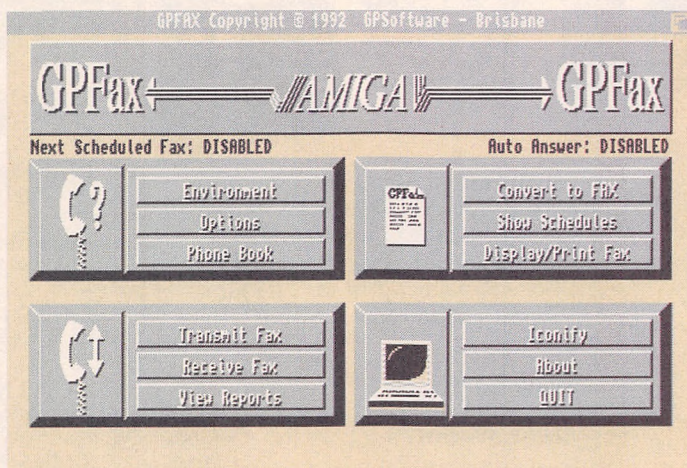 GPFAX Copyright © 1992 GPSoftware - Brisbane
GPFax AMIGA GPFax
Next Scheduled Fax: DISABLED
Auto Answer: DISABLED
Environment
Options
Phone Book
GPFax
Convert to FAX
Show Schedules
Display/Print Fax
Transmit Fax
Receive Fax
View Reports
Iconify
About
QUIT